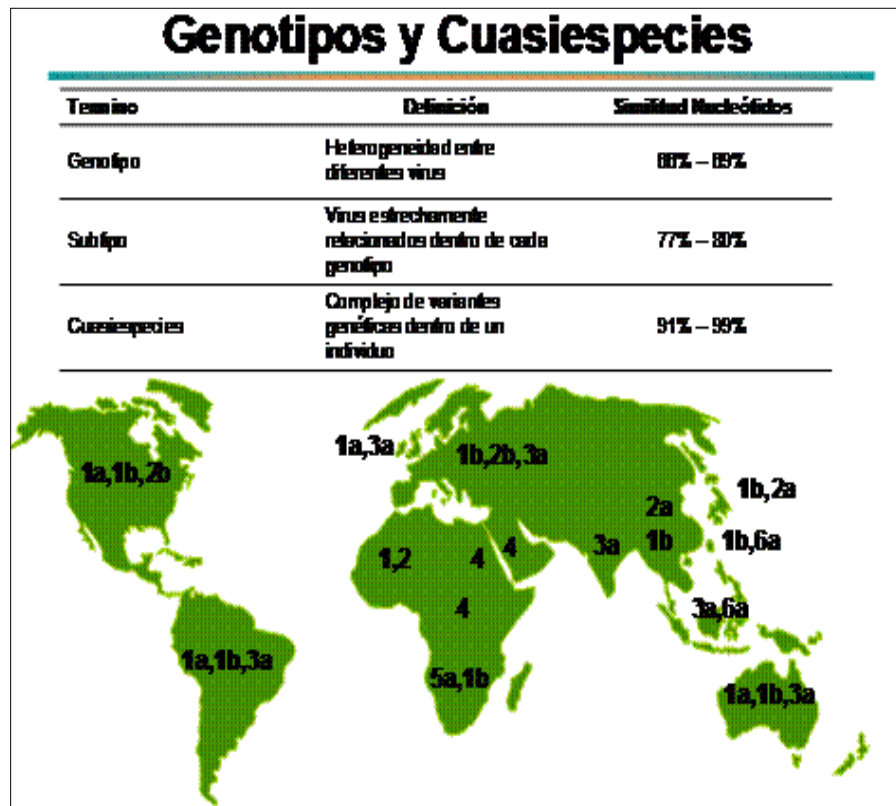 Genotipos y Cuasiespecies
Termino Definición Similitud Nucleótidos
Genotipo Heterogeneidad entre diferentes virus
Subtipo Virus estrechamente relacionados dentro de cada genotipo 77% – 80%
Cuasiespecies Complejo de variantes genéticas dentro de un individuo 91% – 99%
1a,1b,2b
1a,3a
1b,2b,3a
1b,2a
2a
1,2
4
4
3a
1b
1b,6a
4
3a,6a
1a,1b,3a
5a,1b
1a,1b,3a